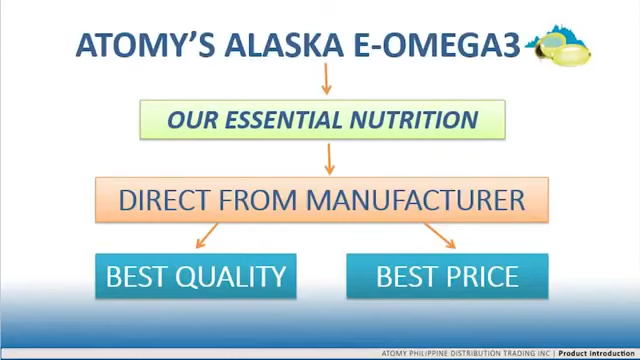 ATOMY'S ALASKA E-OMEGA3
OUR ESSENTIAL NUTRITION
DIRECT FROM MANUFACTURER
BEST QUALITY
BEST PRICE
ATOMY PHILIPPINE DISTRIBUTION TRADING INC | Product Introduction